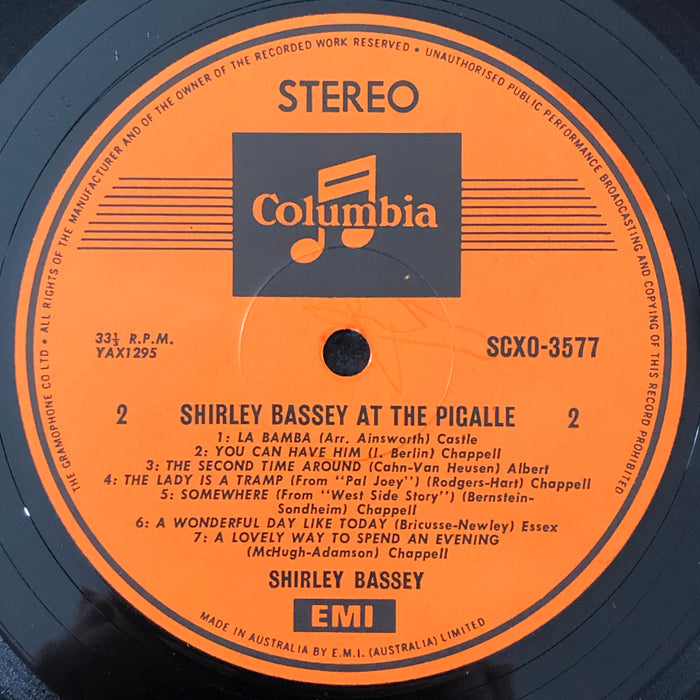 THE GRAMOPHONE CO LTD • ALL RIGHTS OF THE MANUFACTURER AND OF THE OWNER OF THE RECORDED WORK RESERVED • UNAUTHORISED PUBLIC PERFORMANCE BROADCASTING AND COPYING OF THIS RECORD PROHIBITED
STEREO
Columbia
33⅓ R.P.M.
YAX1295
SCXO-3577
2 SHIRLEY BASSEY AT THE PIGALLE 2
1: LA BAMBA (Arr. Ainsworth) Castle
2: YOU CAN HAVE HIM (I. Berlin) Chappell
3: THE SECOND TIME AROUND (Cahn-Van Heusen) Albert
4: THE LADY IS A TRAMP (From "Pal Joey") (Rodgers-Hart) Chappell
5: SOMEWHERE (From "West Side Story") (Bernstein-
Sondheim) Chappell
6: A WONDERFUL DAY LIKE TODAY (Bricusse-Newley) Essex
7: A LOVELY WAY TO SPEND AN EVENING
(McHugh-Adamson) Chappell
SHIRLEY BASSEY
EMI
MADE IN AUSTRALIA BY E.M.I. (AUSTRALIA) LIMITED